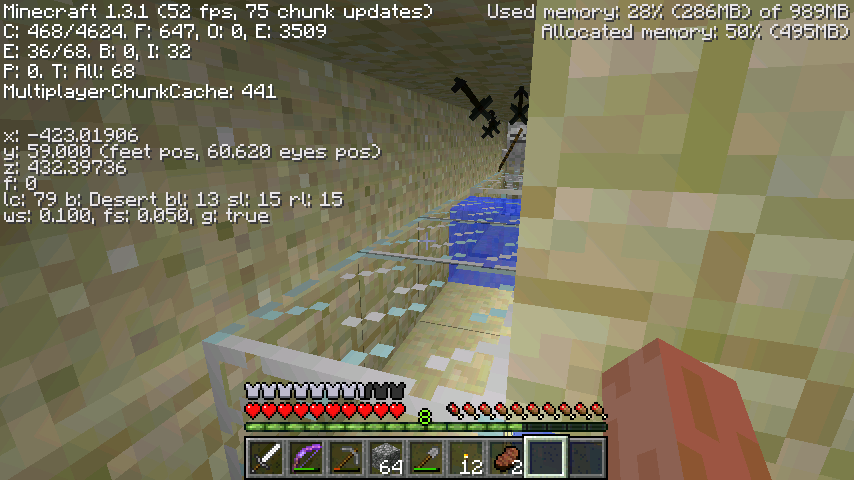 Minecraft 1.3.1 (52 fps, 75 chunk updates)
Used memory: 28% (286MB) of 989MB
C: 468/4624, F: 647, O: 0, E: 3509
Allocated memory: 50% (495MB)
E: 36/68, B: 0, I: 32
P: 0, T: All: 68
MultiplayerChunkCache: 441
x: -423.01906
y: 59.000 (feet pos, 60.620 eyes pos)
z: 432.39736
f: 0
lc: 79 b: Desert bl: 13 sl: 15 rl: 15
ws: 0.100, fs: 0.050, g: true
8
64 12 2